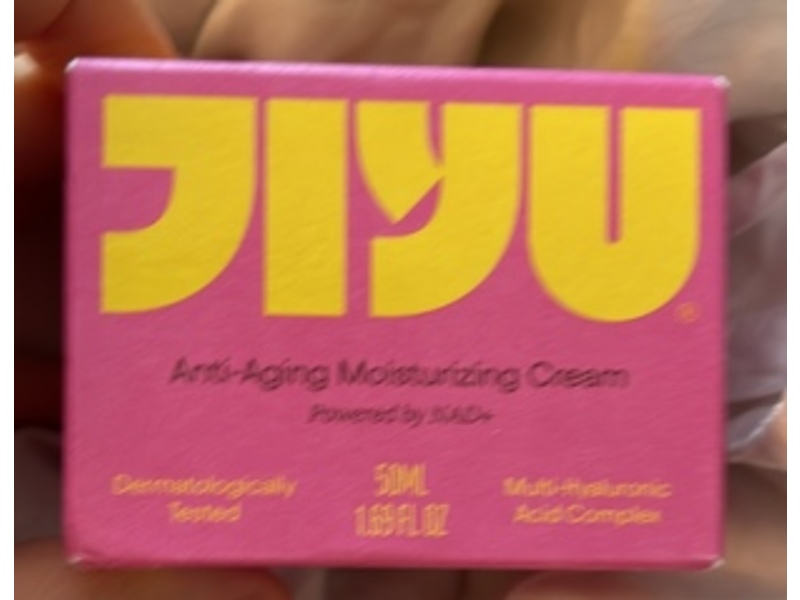 JIYU®
Anti-Aging Moisturizing Cream
Powered by NAD+
Dermatologically
Tested
50ML
1.69 FL OZ
Multi-Hyaluronic
Acid Complex